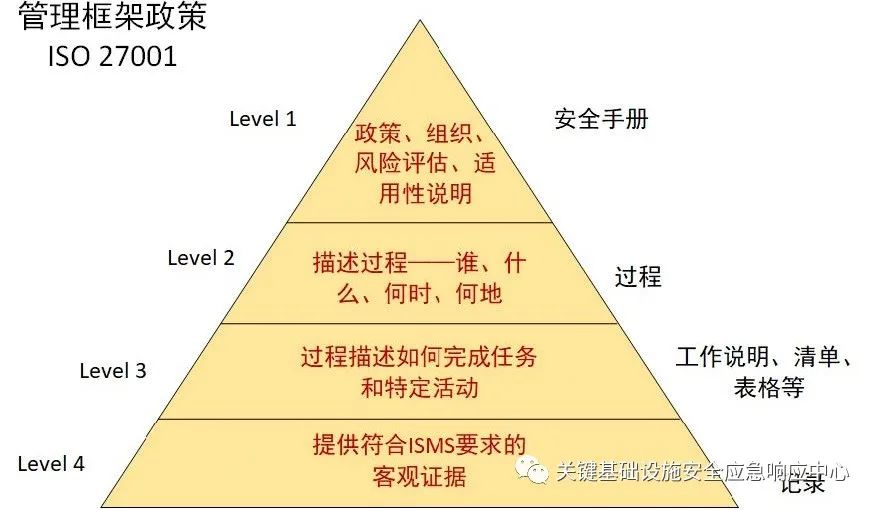 管理框架政策
ISO 27001
Level 1
政策、组织、
风险评估、适
用性说明
安全手册
Level 2
描述过程——谁、什
么、何时、何地
过程
Level 3
过程描述如何完成任务
和特定活动
工作说明、清单、
表格等
Level 4
提供符合ISMS要求的
客观证据
关键基础设施安全应急响应中心
记录